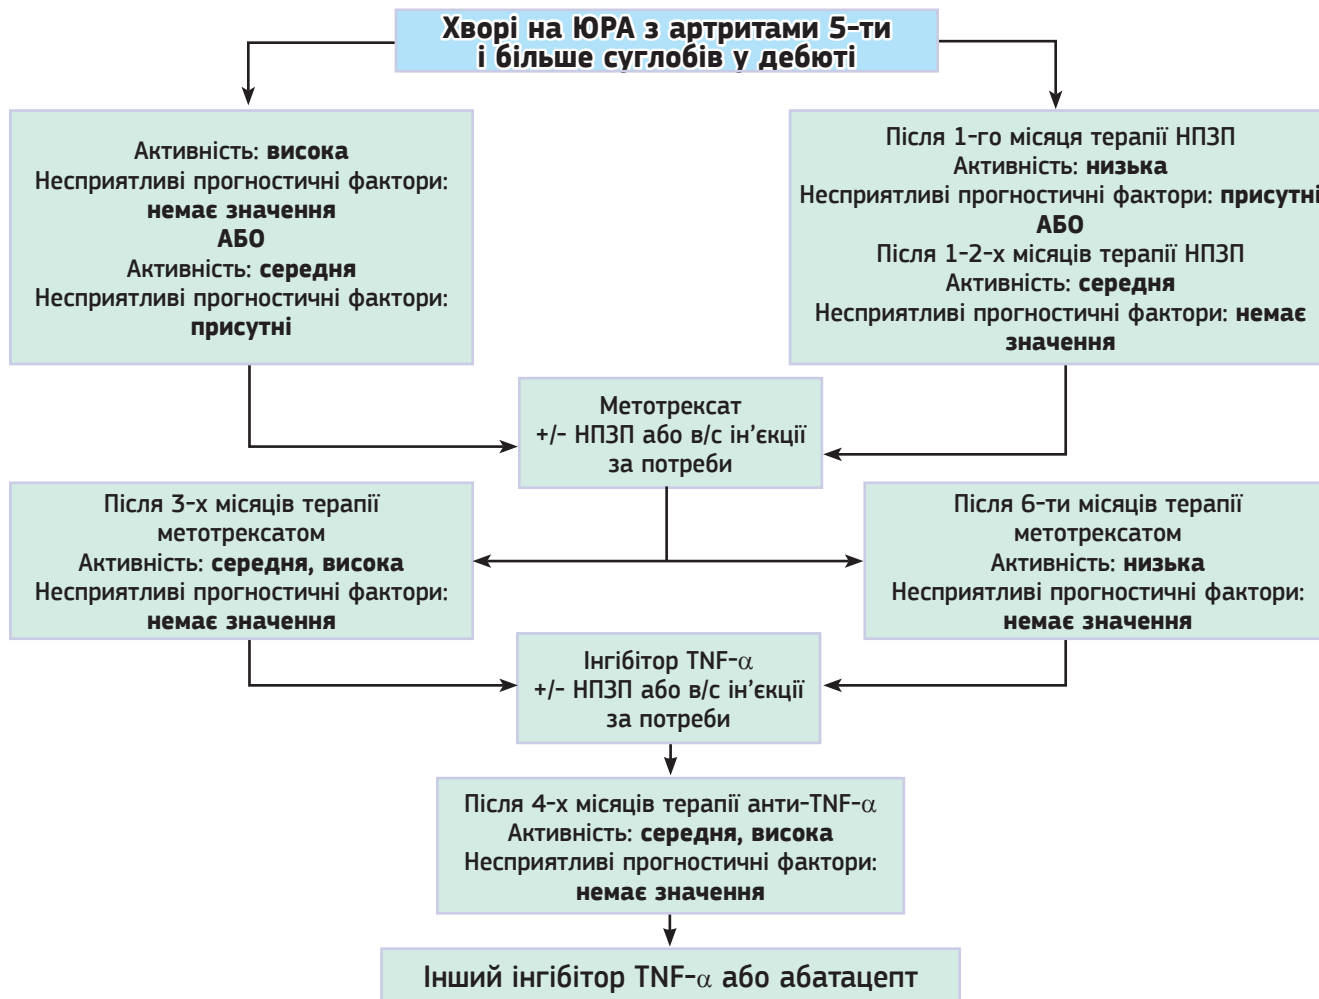 Хворі на ЮРА з артритами 5-ти
і більше суглобів у дебюті
Активність: висока
Несприятливі прогностичні фактори:
немає значення
АБО
Активність: середня
Несприятливі прогностичні фактори:
присутні
Після 1-го місяця терапії НПЗП
Активність: низька
Несприятливі прогностичні фактори: присутні
АБО
Після 1-2-х місяців терапії НПЗП
Активність: середня
Несприятливі прогностичні фактори: немає
значення
Метотрексат
+/- НПЗП або в/с ін’єкції
за потреби
Після 3-х місяців терапії
метотрексатом
Активність: середня, висока
Несприятливі прогностичні фактори:
немає значення
Після 6-ти місяців терапії
метотрексатом
Активність: низька
Несприятливі прогностичні фактори:
немає значення
Інгібітор TNF-α
+/- НПЗП або в/с ін’єкції
за потреби
Після 4-х місяців терапії анти-TNF-α
Активність: середня, висока
Несприятливі прогностичні фактори:
немає значення
Інший інгібітор TNF-α або абатацепт